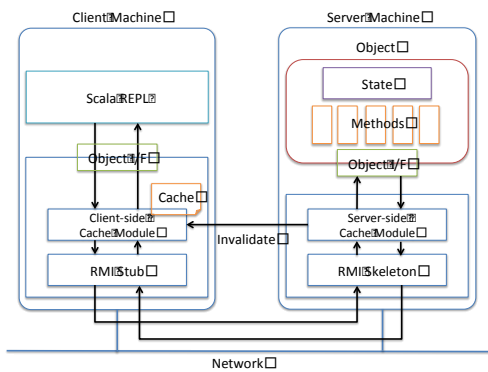 Client Machine
Server Machine
Object
State
Scala REPL
Methods
Object I/F
Object I/F
Cache
Client-side
Cache Module
Server-side
Cache Module
Invalidate
RMI Stub
RMI Skeleton
Network